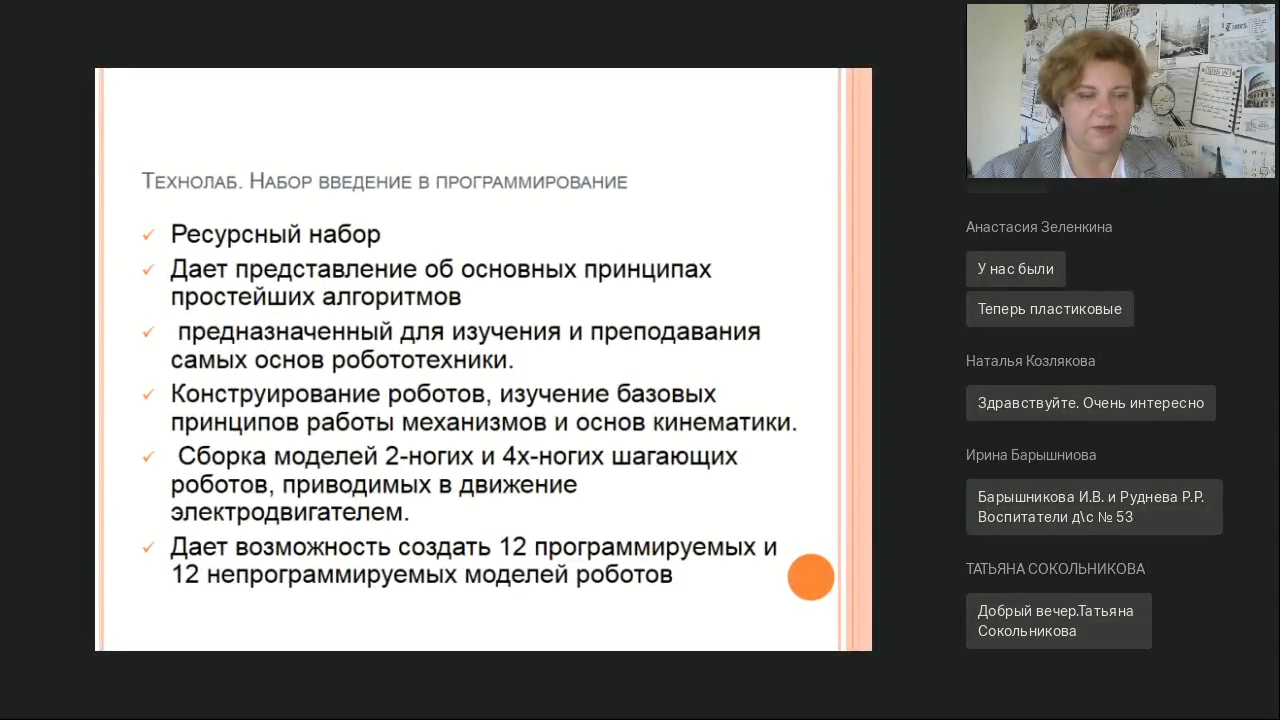 Технолаб. Набор введение в программирование
Ресурсный набор
Дает представление об основных принципах
простейших алгоритмов
предназначенный для изучения и преподавания
самых основ робототехники.
Конструирование роботов, изучение базовых
принципов работы механизмов и основ кинематики.
Сборка моделей 2-ногих и 4х-ногих шагающих
роботов, приводимых в движение
электродвигателем.
Дает возможность создать 12 программируемых и
12 непрограммируемых моделей роботов
Times
Анастасия Зеленкина
У нас были
Теперь пластиковые
Наталья Козлякова
Здравствуйте. Очень интересно
Ирина Барышниова
Барышникова И.В. и Руднева Р.Р.
Воспитатели д\с № 53
ТАТЬЯНА СОКОЛЬНИКОВА
Добрый вечер.Татьяна
Сокольникова